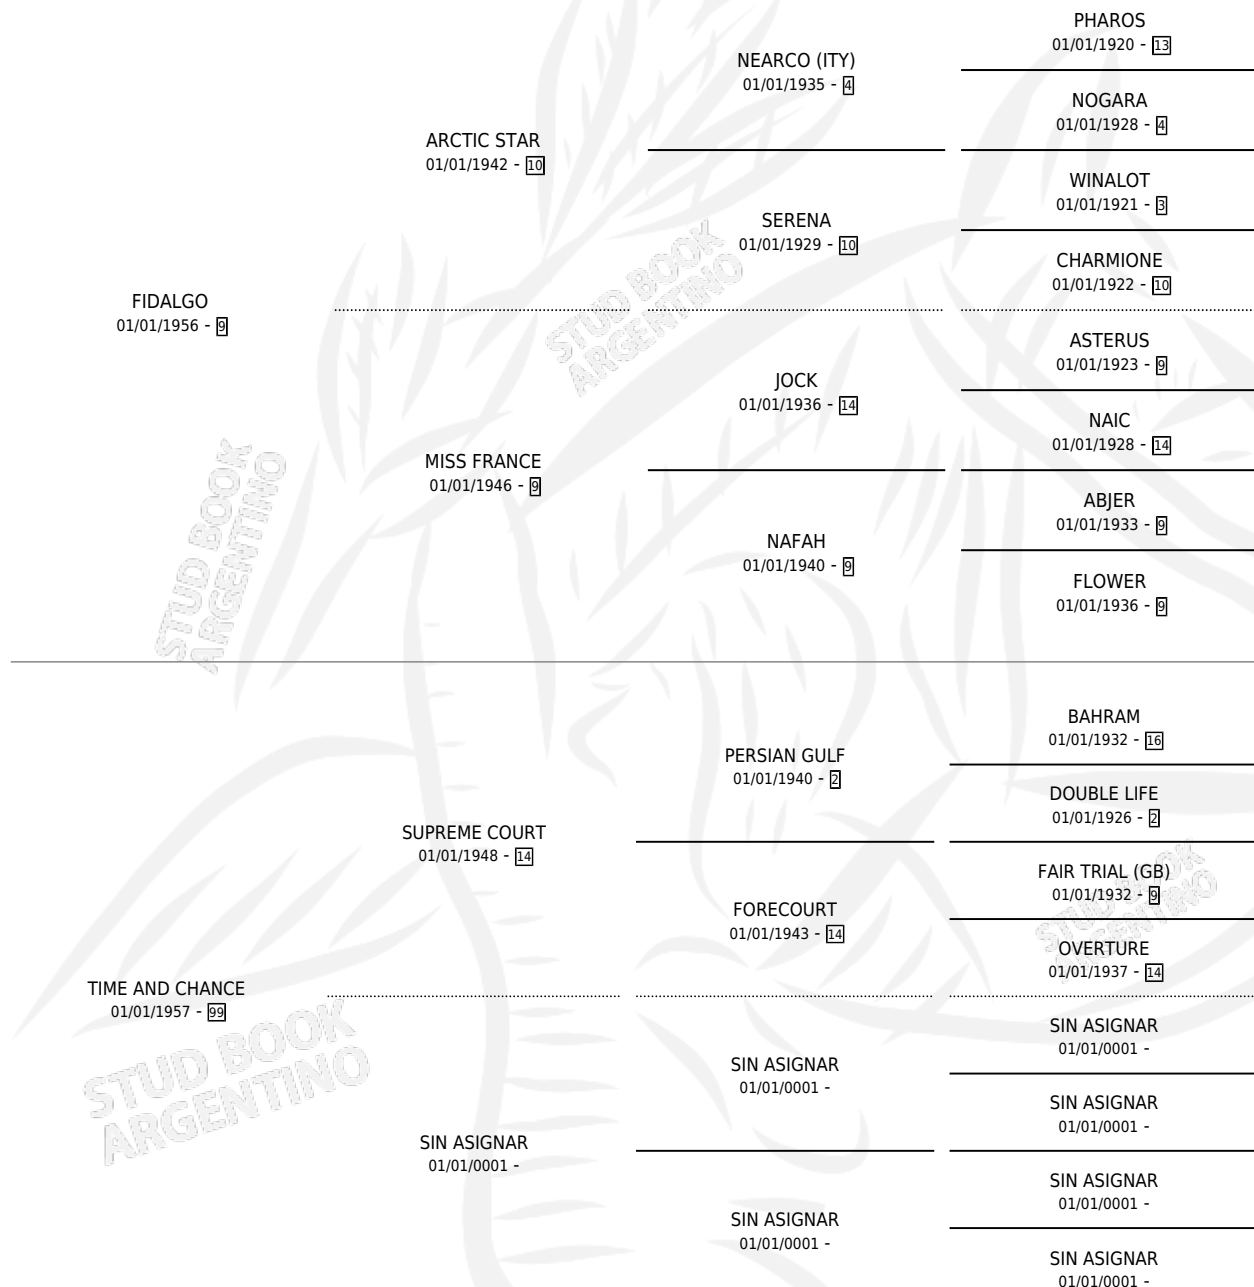 PHAROS
01/01/1920 - 13
NEARCO (ITY)
01/01/1935 - 4
NOGARA
01/01/1928 - 4
ARCTIC STAR
01/01/1942 - 10
WINALOT
01/01/1921 - 3
SERENA
01/01/1929 - 10
CHARMIONE
01/01/1922 - 10
FIDALGO
01/01/1956 - 9
STUD BOOK
ARGENTINO
ASTERUS
01/01/1923 - 9
JOCK
01/01/1936 - 14
NAIC
01/01/1928 - 14
MISS FRANCE
01/01/1946 - 9
ABJER
01/01/1933 - 9
NAFAH
01/01/1940 - 9
FLOWER
01/01/1936 - 9
STUD BOOK
ARGENTINO
BAHRAM
01/01/1932 - 16
PERSIAN GULF
01/01/1940 - 2
DOUBLE LIFE
01/01/1926 - 2
SUPREME COURT
01/01/1948 - 14
FAIR TRIAL (GB)
01/01/1932 - 9
FORECOURT
01/01/1943 - 14
OVERTURE
01/01/1937 - 14
STUD BOOK
ARGENTINO
TIME AND CHANCE
01/01/1957 - 99
SIN ASIGNAR
01/01/0001 -
SIN ASIGNAR
01/01/0001 -
SIN ASIGNAR
01/01/0001 -
STUD BOOK
ARGENTINO
SIN ASIGNAR
01/01/0001 -
SIN ASIGNAR
01/01/0001 -
SIN ASIGNAR
01/01/0001 -
SIN ASIGNAR
01/01/0001 -